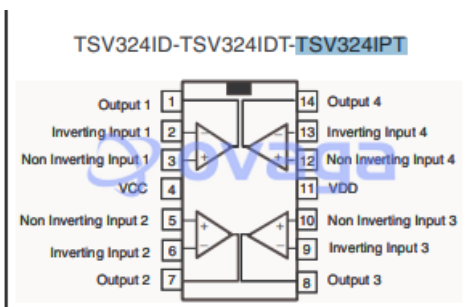 TSV324ID-TSV324IDT-TSV324IPT
Output 1 1 14 Output 4
Inverting Input 1 2 13 Inverting Input 4
Non Inverting Input 1 3 12 Non Inverting Input 4
VCC 4 11 VDD
Non Inverting Input 2 5 10 Non Inverting Input 3
Inverting Input 2 6 9 Inverting Input 3
Output 2 7 8 Output 3
ovaga